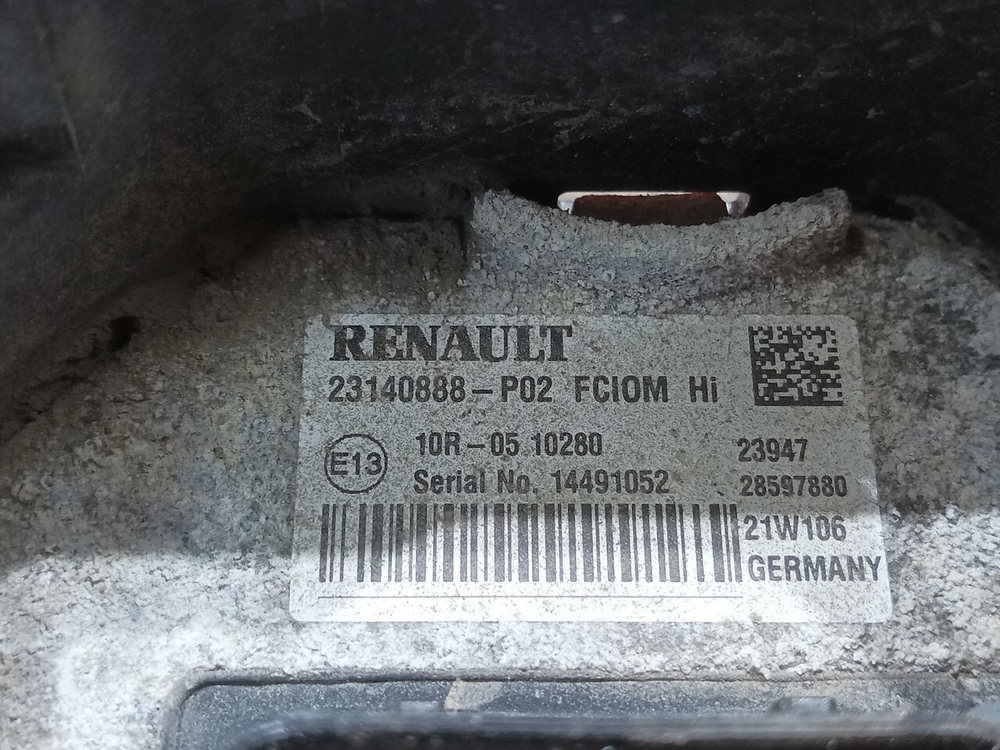 RENAULT
23140888-P02 FCIOM Hi
E13
10R-05 10280
Serial No. 14491052
23947
28597880
21W106
GERMANY